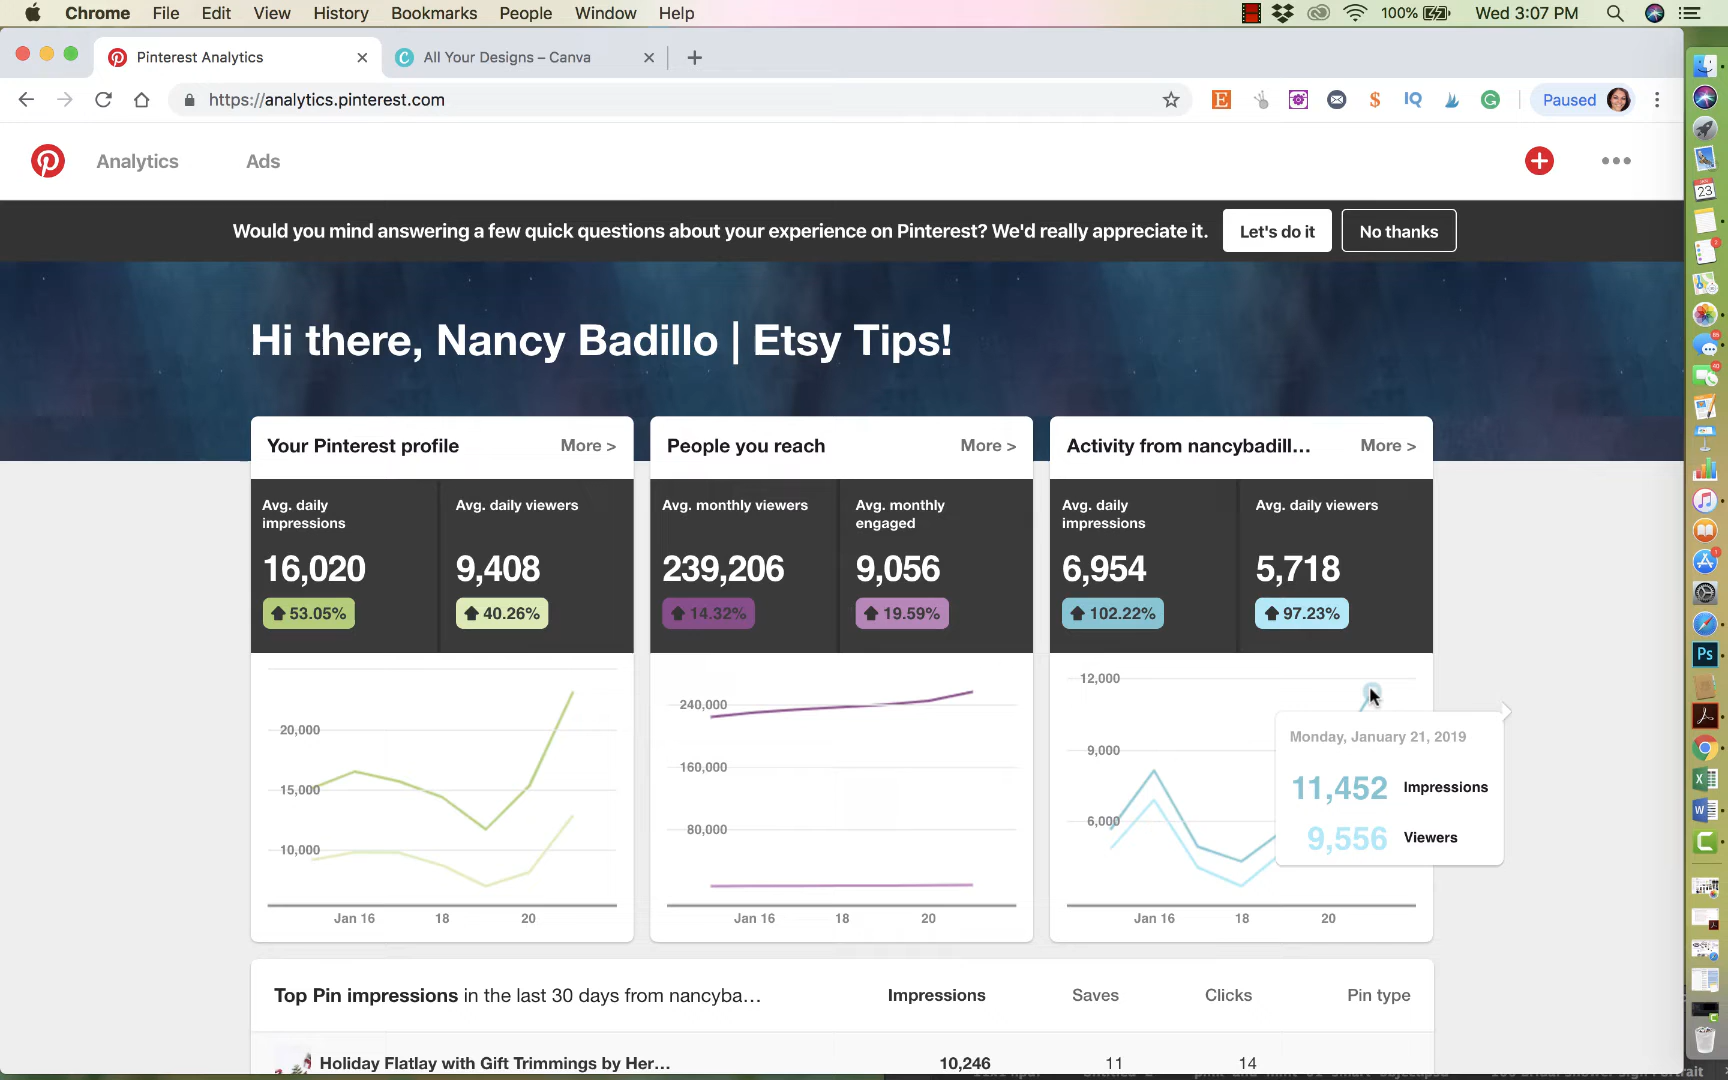 Chrome File Edit View History Bookmarks People Window Help 100% Wed 3:07 PM
Pinterest Analytics All Your Designs – Canva
https://analytics.pinterest.com Paused
Analytics Ads
Would you mind answering a few quick questions about your experience on Pinterest? We'd really appreciate it. Let's do it No thanks
Hi there, Nancy Badillo | Etsy Tips!
Your Pinterest profile More >
Avg. daily impressions
16,020
53.05%
Avg. daily viewers
9,408
40.26%
20,000
15,000
10,000
Jan 16 18 20
People you reach More >
Avg. monthly viewers
239,206
14.32%
Avg. monthly engaged
9,056
19.59%
240,000
160,000
80,000
Jan 16 18 20
Activity from nancybadill... More >
Avg. daily impressions
6,954
102.22%
Avg. daily viewers
5,718
97.23%
12,000
9,000
6,000
Monday, January 21, 2019
11,452 Impressions
9,556 Viewers
Jan 16 18 20
Top Pin impressions in the last 30 days from nancyba... Impressions Saves Clicks Pin type
Holiday Flatlay with Gift Trimmings by Her... 10,246 11 14
23
Ps